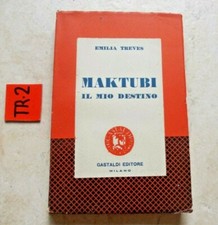 EMILIA TREVES
MAKTUBI
IL MIO DESTINO
TR-2
GASTALDI EDITORE
MILANO